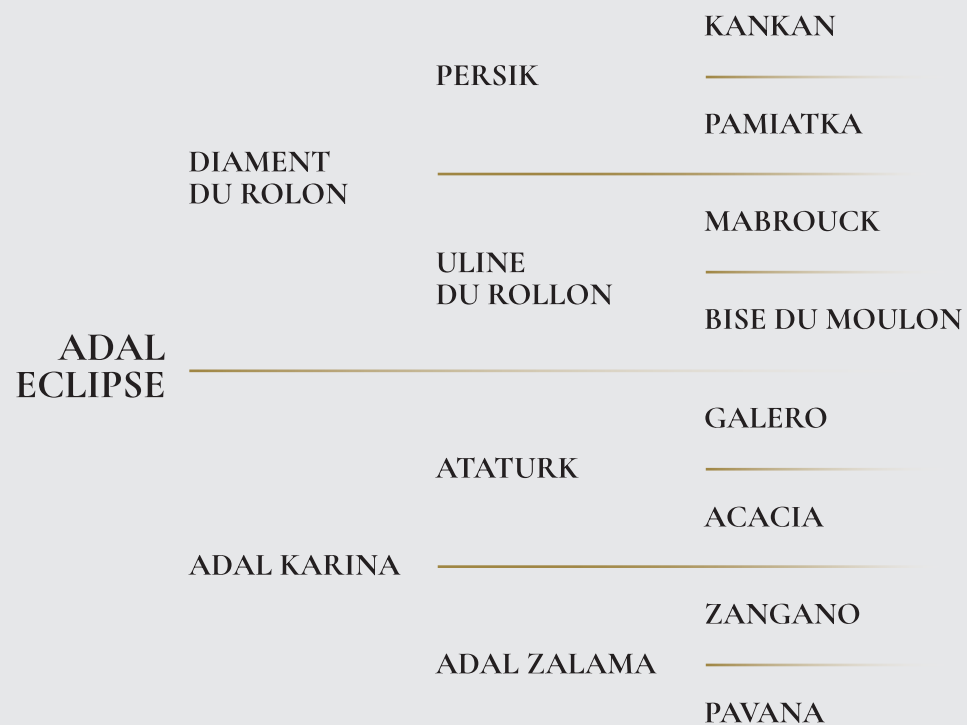 KANKAN
PERSIK
PAMIATKA
DIAMENT
DU ROLON
MABROUCK
ULINE
DU ROLLON
BISE DU MOULON
ADAL
ECLIPSE
GALERO
ATATURK
ACACIA
ADAL KARINA
ZANGANO
ADAL ZALAMA
PAVANA